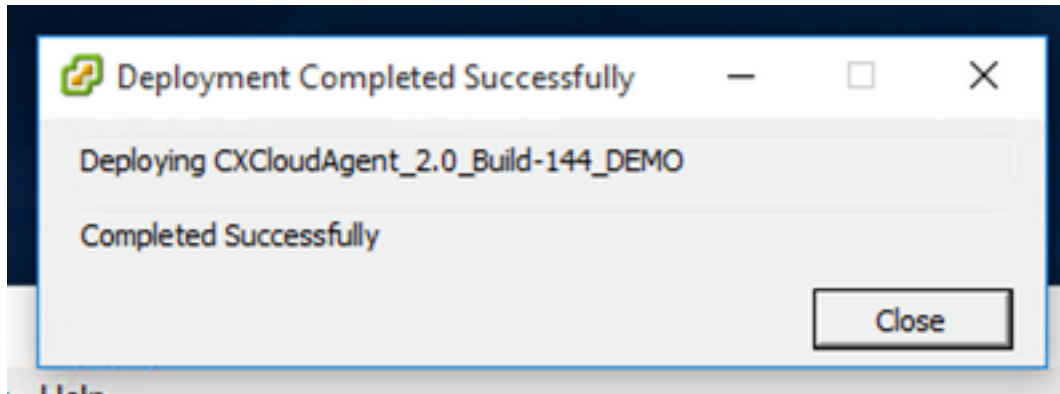 Deployment Completed Successfully
Deploying CXCloudAgent_2.0_Build-144_DEMO
Completed Successfully
Close